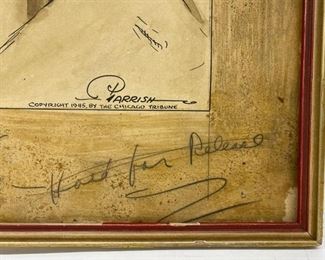 Parrish
COPYRIGHT 1945, BY THE CHICAGO TRIBUNE
Hold for Release